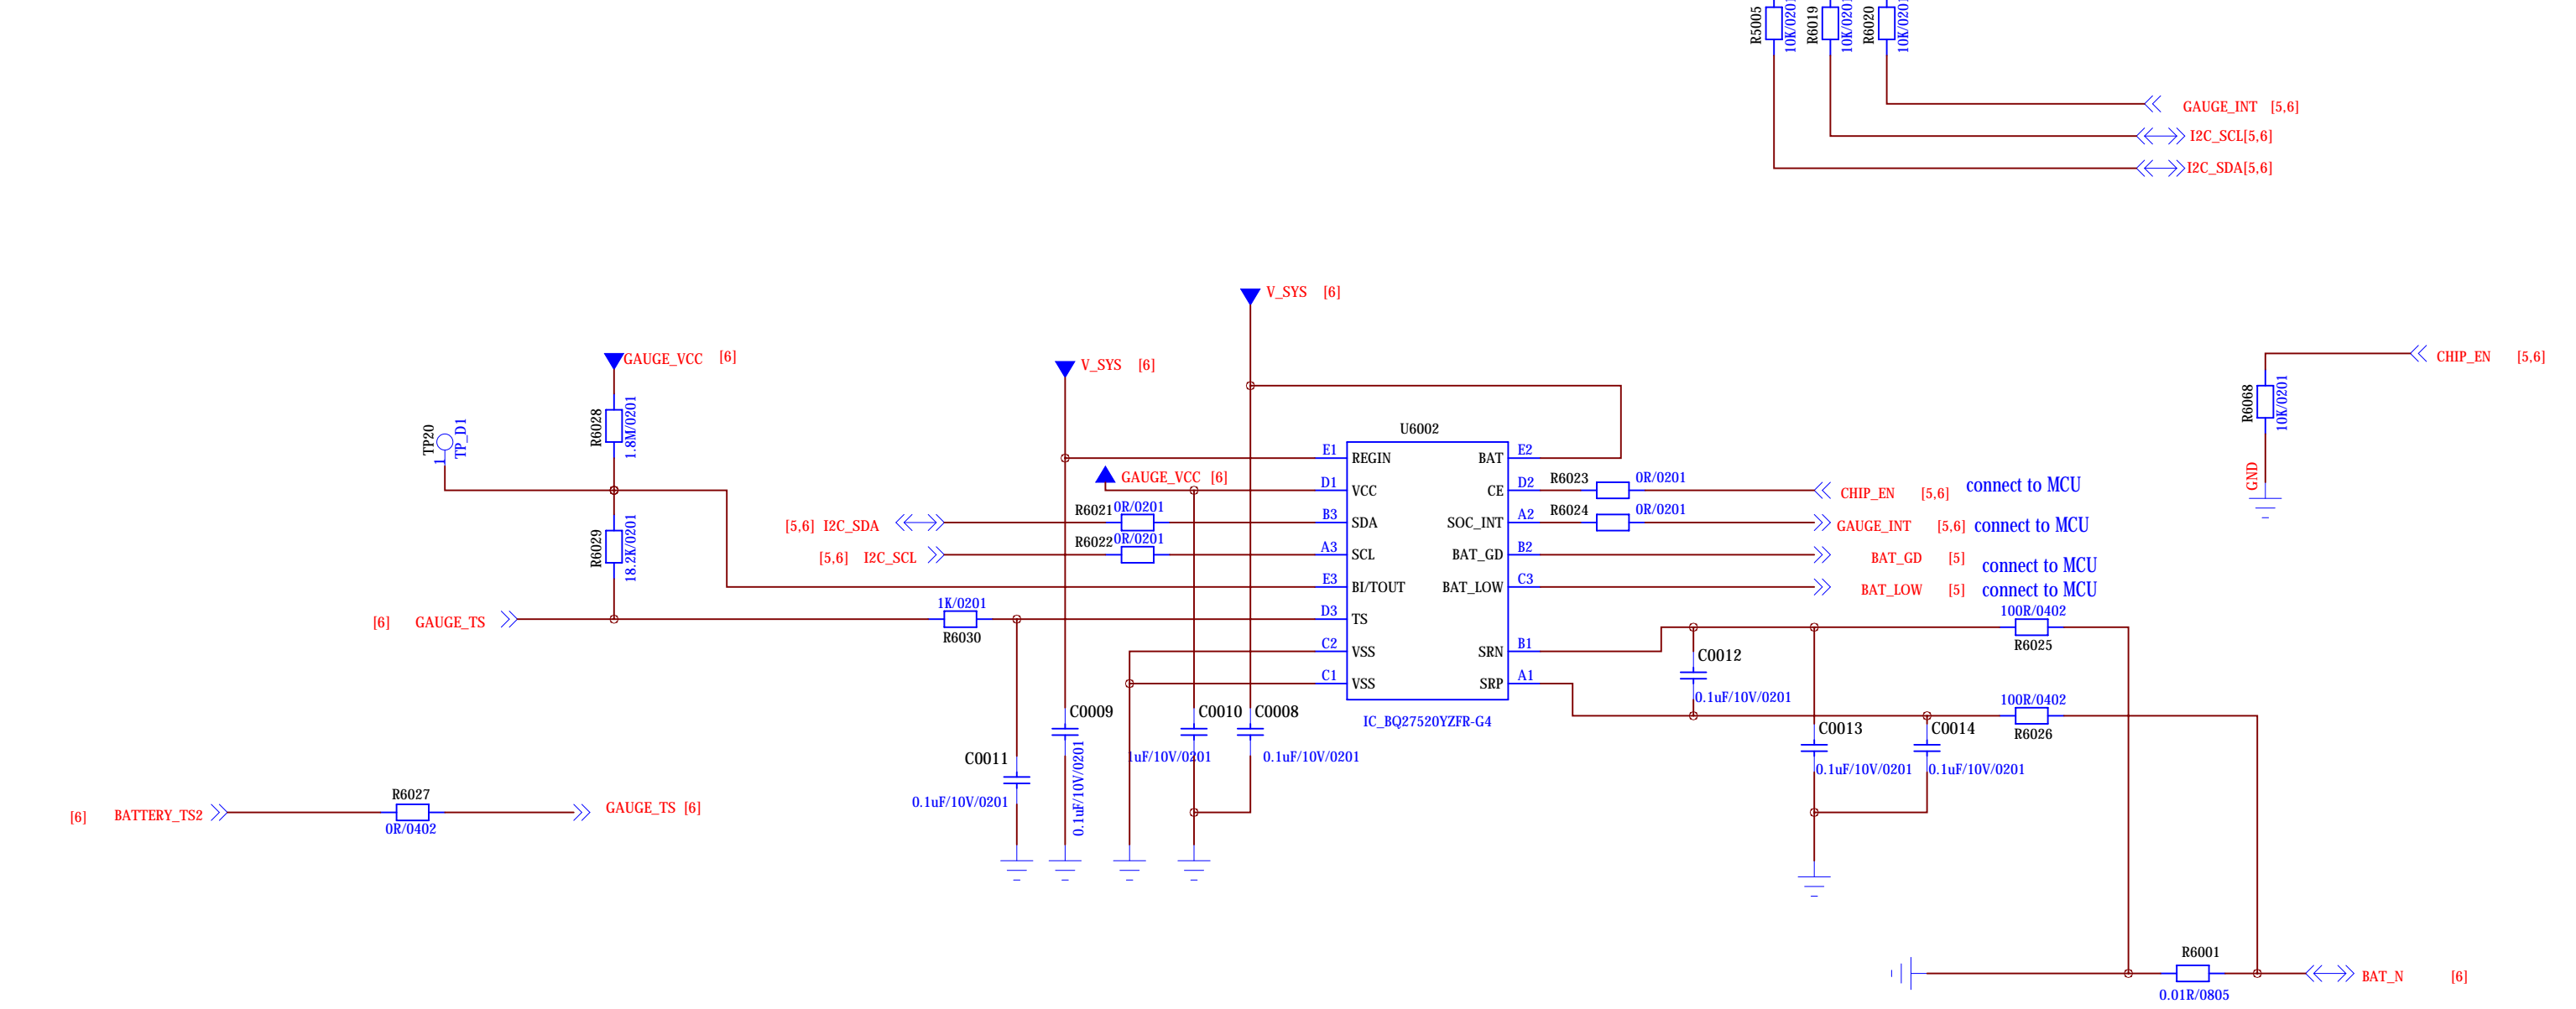 R5005
10K/0201
R6019
10K/0201
R6020
10K/0201
GAUGE_INT [5,6]
I2C_SCL[5,6]
I2C_SDA[5,6]
V_SYS [6]
GAUGE_VCC [6]
V_SYS [6]
CHIP_EN [5,6]
R6028
1.8M/0201
TP20
TP_D1
1
R6068
10K/0201
GND
U6002
E1 REGIN BAT E2
GAUGE_VCC [6]
D1 VCC CE D2 R6023 0R/0201 CHIP_EN [5,6] connect to MCU
[5,6] I2C_SDA R6021 0R/0201 B3 SDA SOC_INT A2 R6024 0R/0201 GAUGE_INT [5,6] connect to MCU
[5,6] I2C_SCL R6022 0R/0201 A3 SCL BAT_GD B2 BAT_GD [5] connect to MCU
E3 BI/TOUT BAT_LOW C3 BAT_LOW [5] connect to MCU
R6029
18.2K/0201
[6] GAUGE_TS 1K/0201 R6030 D3 TS
100R/0402
R6025
C2 VSS SRN B1
C1 VSS SRP A1
C0012
0.1uF/10V/0201
100R/0402
R6026
IC_BQ27520YZFR-G4
C0009
0.1uF/10V/0201
C0010
1uF/10V/0201
C0008
0.1uF/10V/0201
C0013
0.1uF/10V/0201
C0014
0.1uF/10V/0201
C0011
0.1uF/10V/0201
[6] BATTERY_TS2 R6027 0R/0402 GAUGE_TS [6]
R6001
0.01R/0805
BAT_N [6]